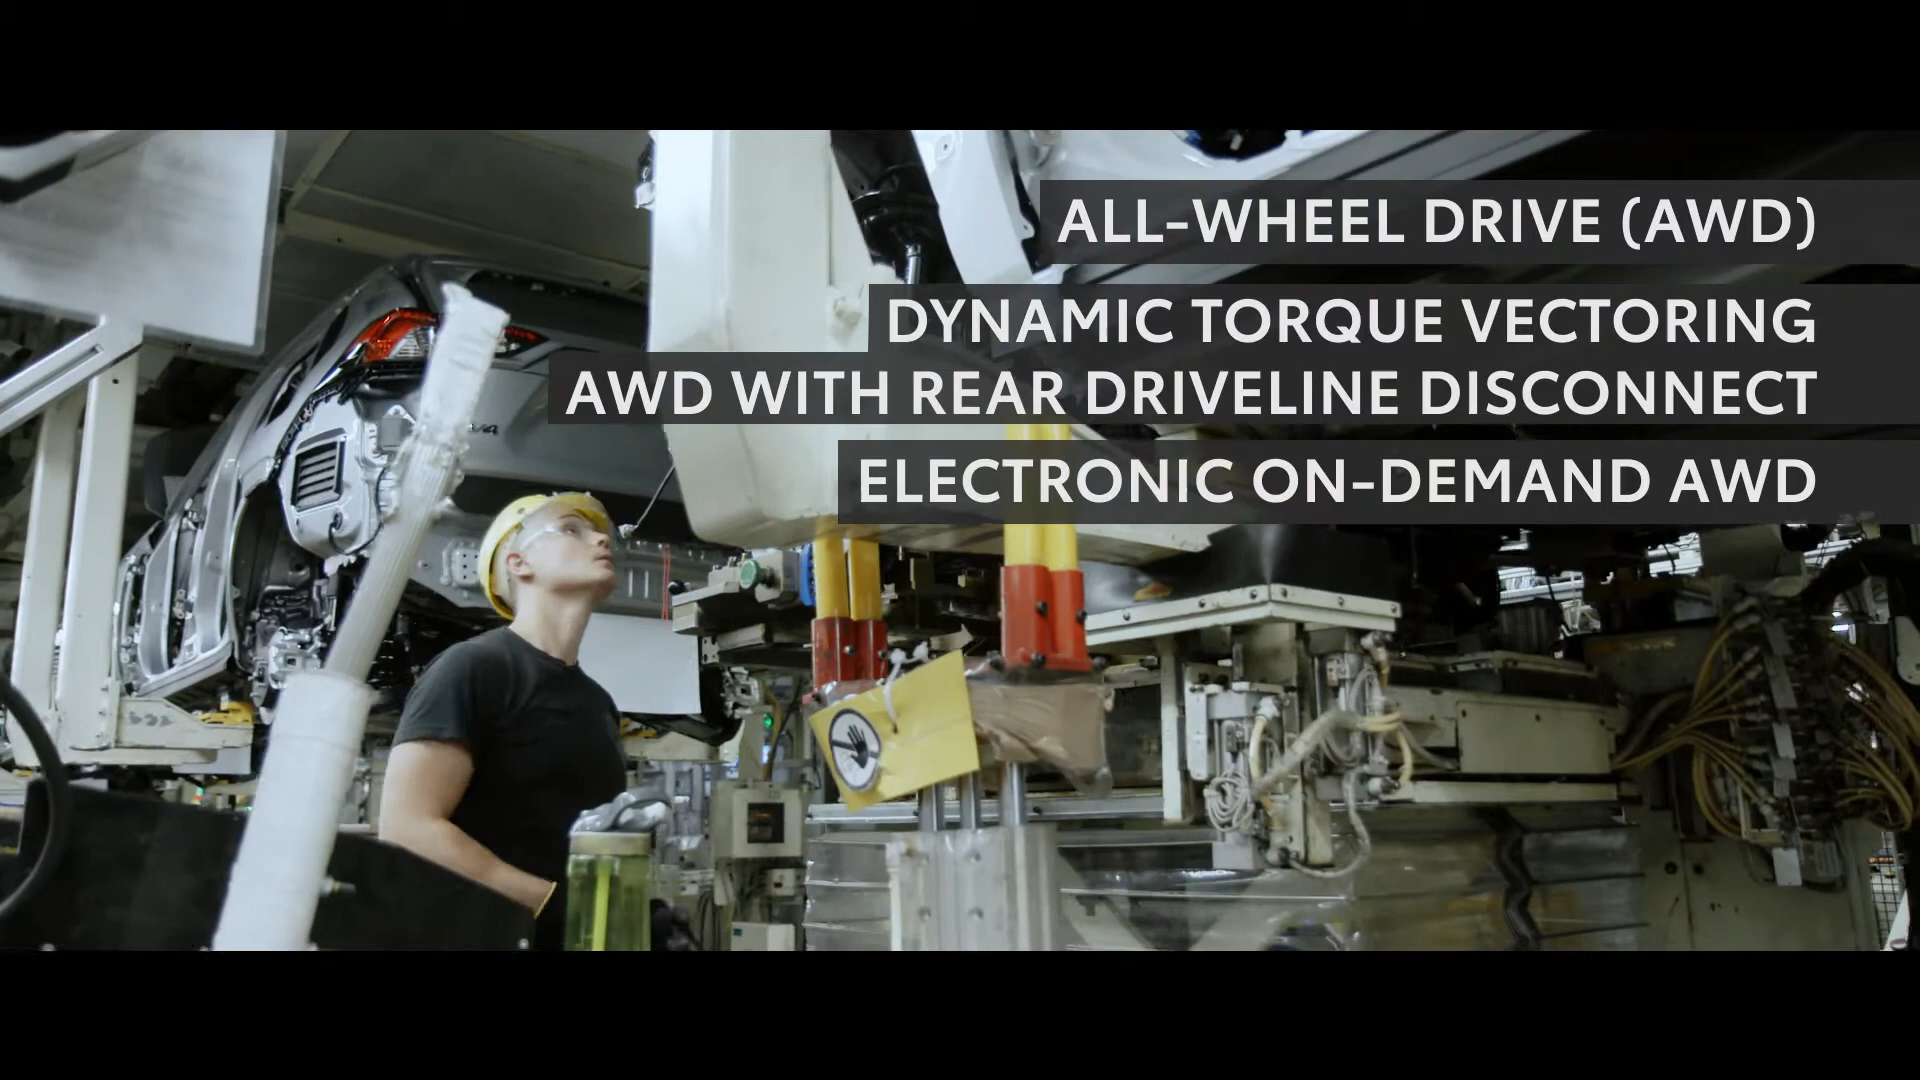 ALL-WHEEL DRIVE (AWD)
DYNAMIC TORQUE VECTORING
AWD WITH REAR DRIVELINE DISCONNECT
ELECTRONIC ON-DEMAND AWD